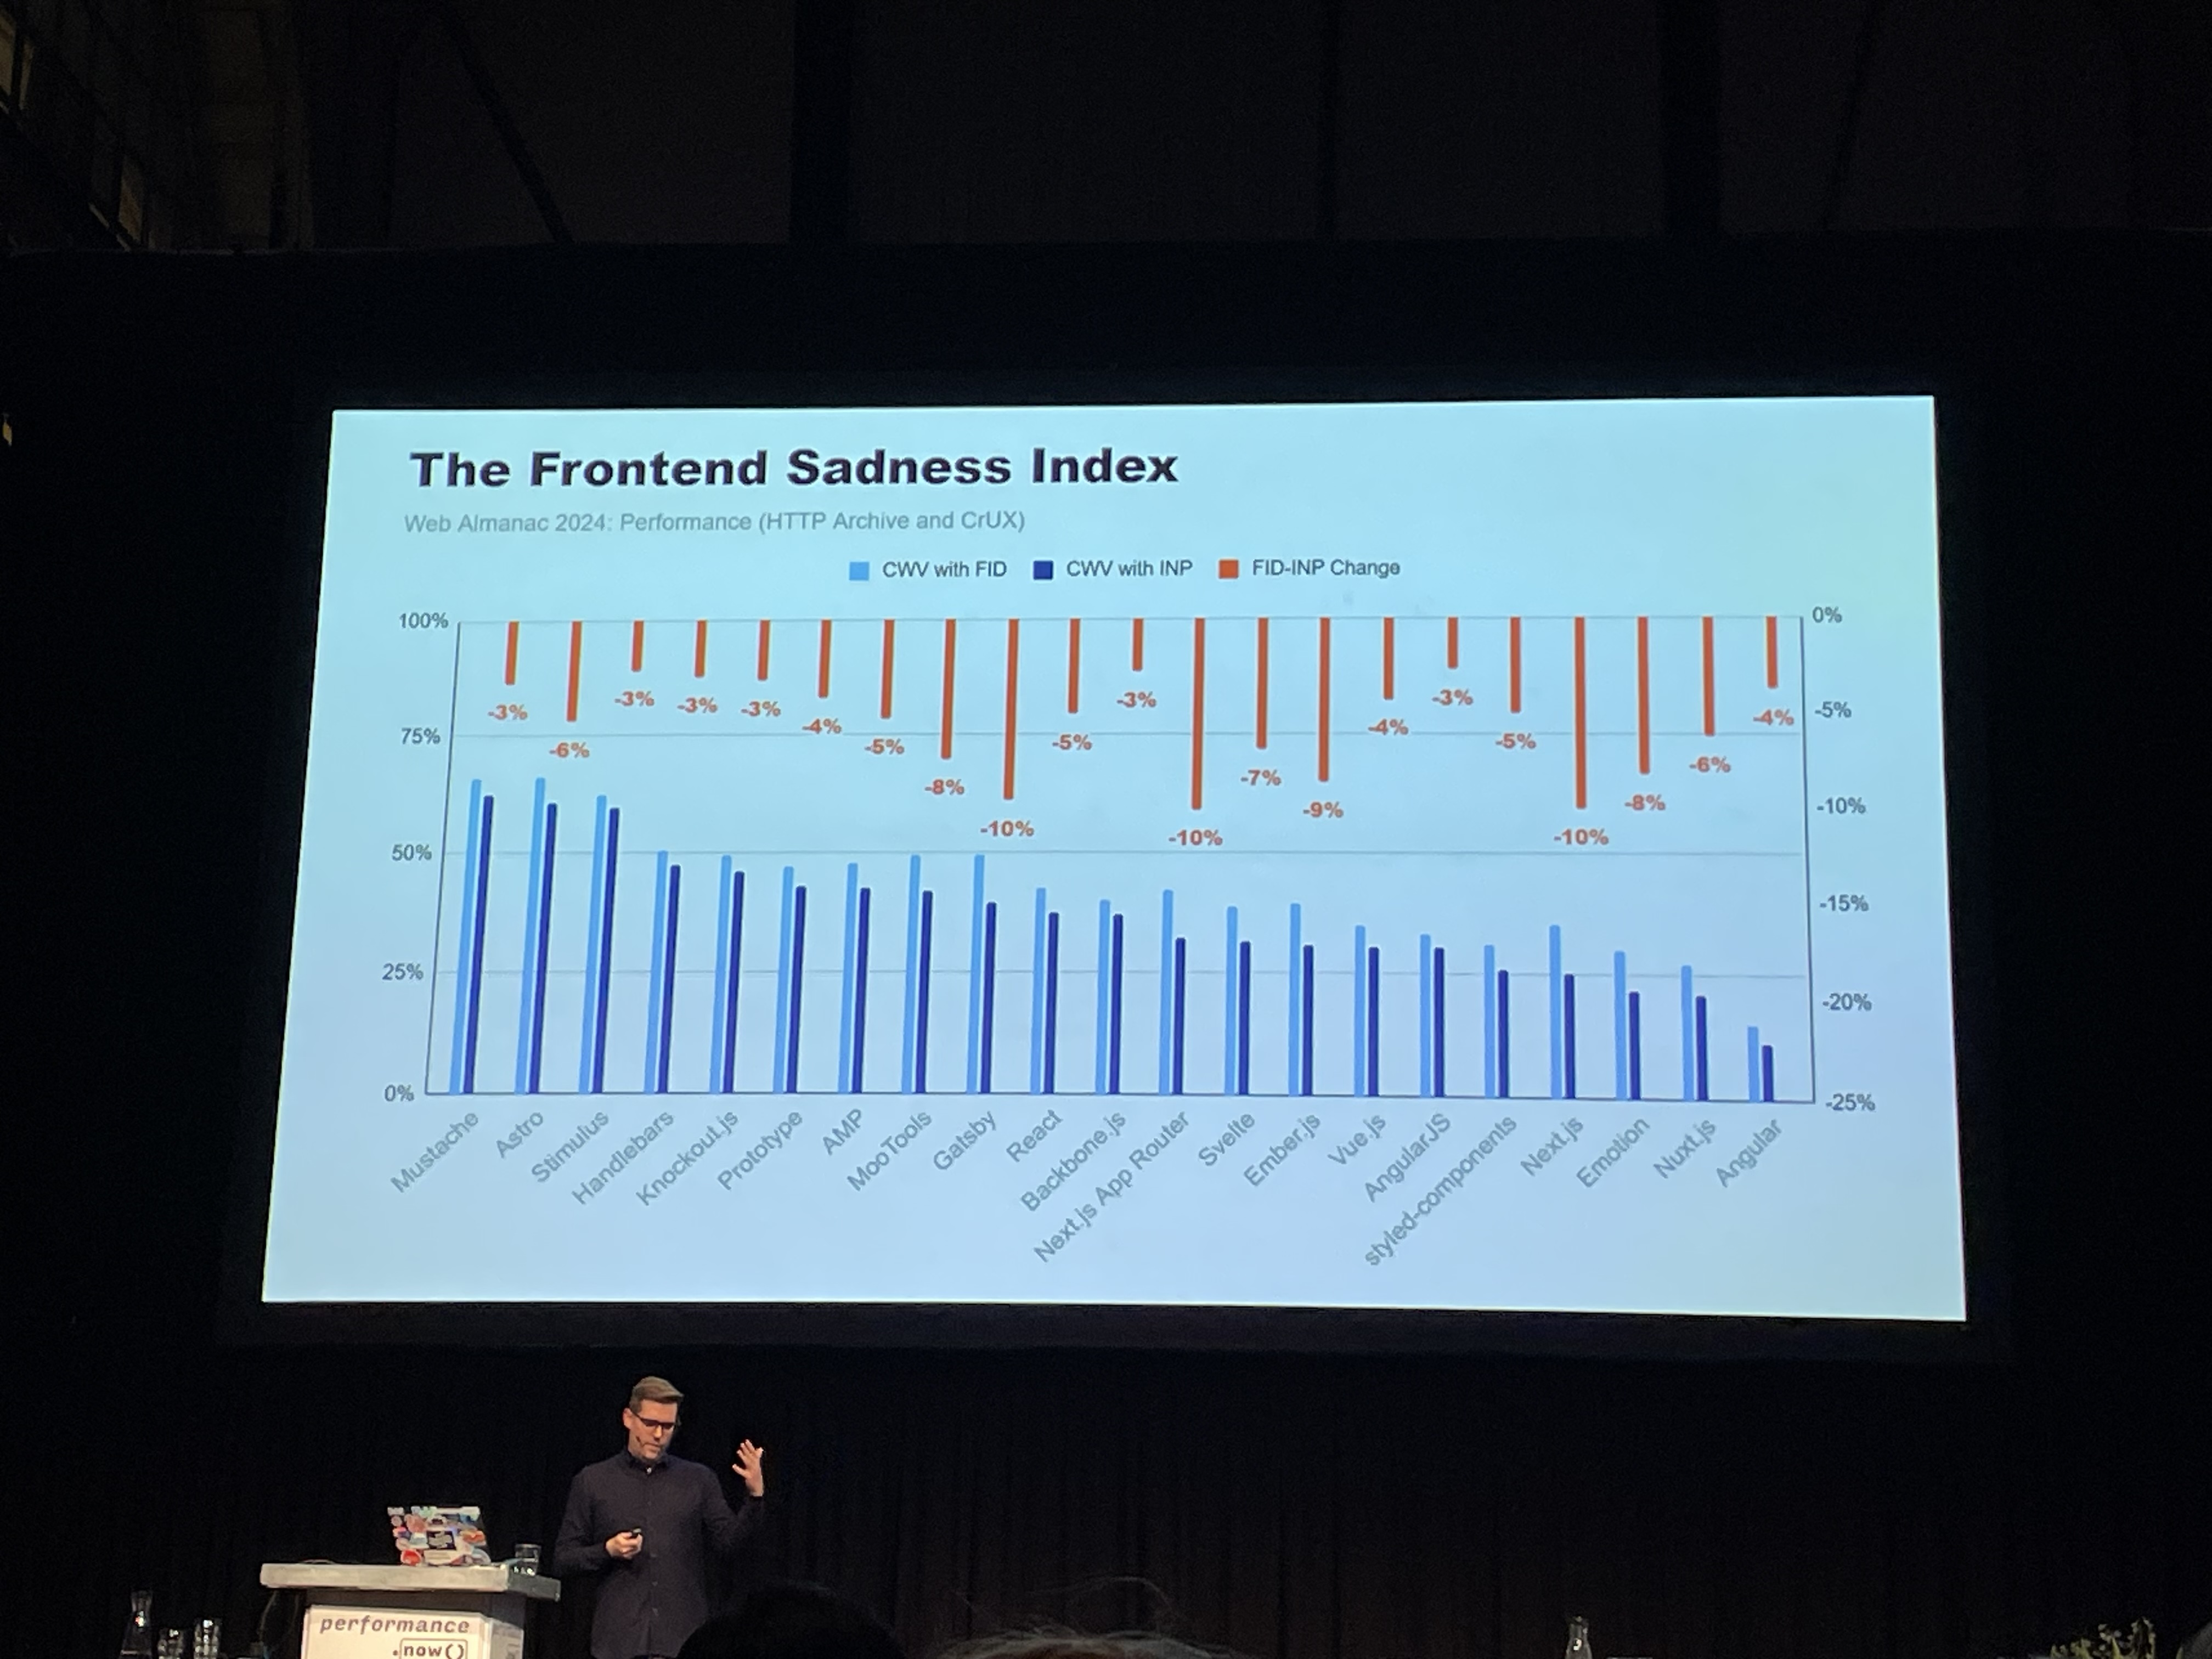 The Frontend Sadness Index
Web Almanac 2024: Performance (HTTP Archive and CrUX)
CWV with FID CWV with INP FID-INP Change
100% 0%
-3% -6% -3% -3% -3% -4% -5% -8% -10% -5% -3% -10% -7% -9% -4% -3% -5% -10% -8% -6% -4%
75% -5%
50% -10%
-15%
25% -20%
0% -25%
Mustache
Astro
Stimulus
Handlebars
Knockout.js
Prototype
AMP
MooTools
Gatsby
React
Backbone.js
Next.js App Router
Svelte
Ember.js
Vue.js
AngularJS
styled-components
Next.js
Emotion
Nuxt.js
Angular
performance
.now()